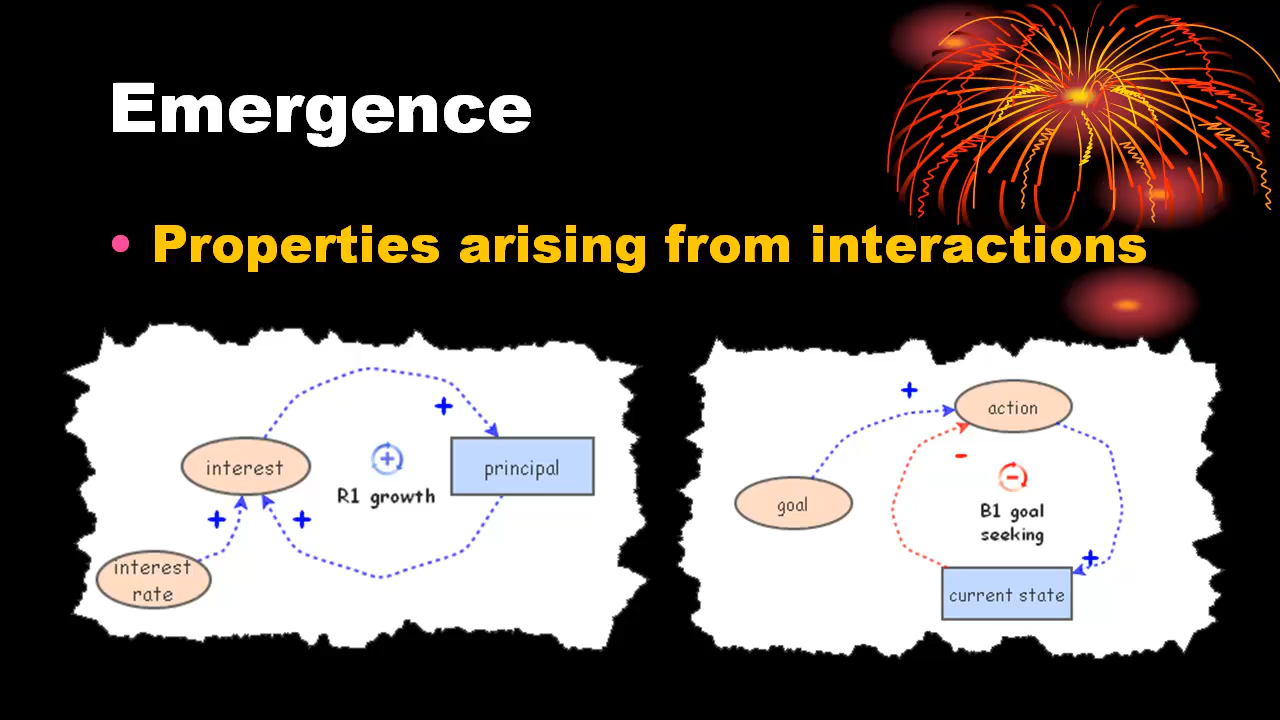 Emergence
• Properties arising from interactions
+
interest
+
R1 growth
principal
+
+
interest
rate
+
action
-
-
goal
B1 goal
seeking
+
current state